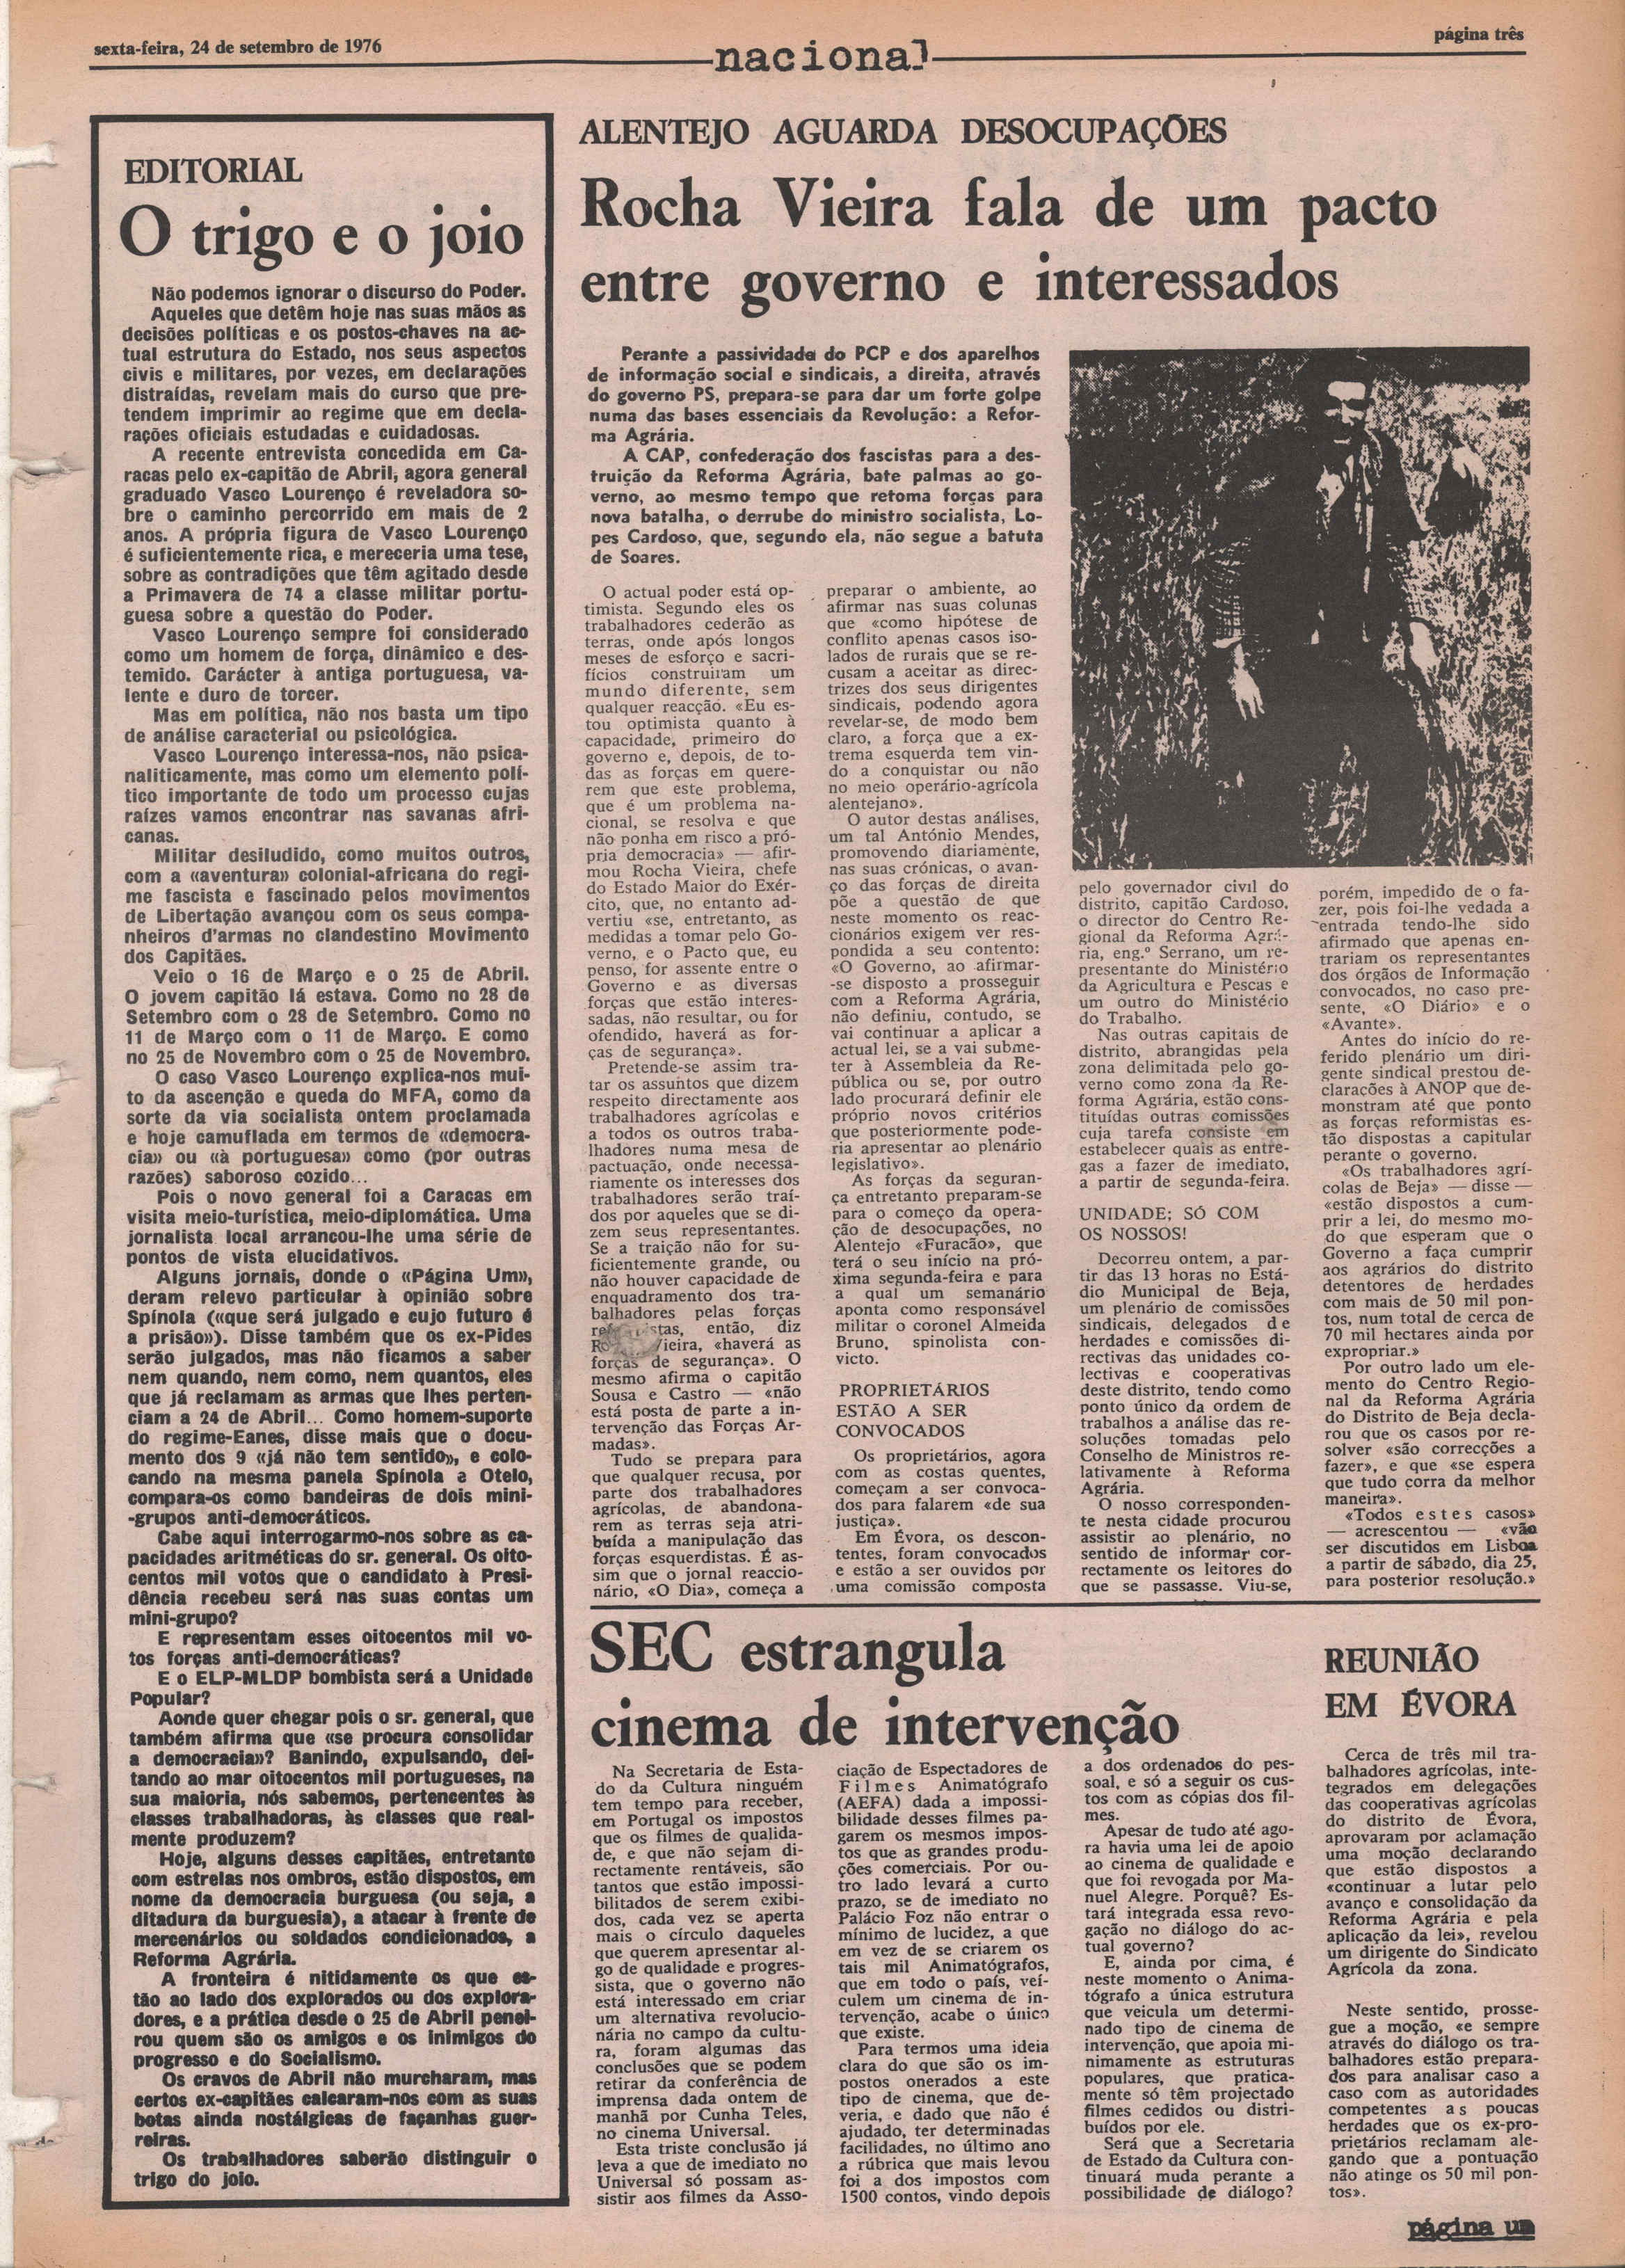 sexta-feira, 24 de setembro de 1976
nacional
página três
EDITORIAL
O trigo e o joio
Não podemos ignorar o discurso do Poder.
Aqueles que detêm hoje nas suas mãos as
decisões políticas e os postos-chaves na ac-
tual estrutura do Estado, nos seus aspectos
civis e militares, por vezes, em declarações
distraídas, revelam mais do curso que pre-
tendem imprimir ao regime que em decla-
rações oficiais estudadas e cuidadosas.
A recente entrevista concedida em Ca-
racas pelo ex-capitão de Abril, agora general
graduado Vasco Lourenço é reveladora so-
bre o caminho percorrido em mais de 2
anos. A própria figura de Vasco Lourenço
é suficientemente rica, e mereceria uma tese,
sobre as contradições que têm agitado desde
a Primavera de 74 a classe militar portu-
guesa sobre a questão do Poder.
Vasco Lourenço sempre foi considerado
como um homem de força, dinâmico e des-
temido. Carácter à antiga portuguesa, va-
lente e duro de torcer.
Mas em política, não nos basta um tipo
de análise caracterial ou psicológica.
Vasco Lourenço interessa-nos, não psica-
naliticamente, mas como um elemento polí-
tico importante de todo um processo cujas
raízes vamos encontrar nas savanas afri-
canas.
Militar desiludido, como muitos outros,
com a «aventura» colonial-africana do regi-
me fascista e fascinado pelos movimentos
de Libertação avançou com os seus compa-
nheiros d'armas no clandestino Movimento
dos Capitães.
Veio o 16 de Março e o 25 de Abril.
O jovem capitão lá estava. Como no 28 de
Setembro com o 28 de Setembro. Como no
11 de Março com o 11 de Março. E como
no 25 de Novembro com o 25 de Novembro.
O caso Vasco Lourenço explica-nos mui-
to da ascenção e queda do MFA, como da
sorte da via socialista ontem proclamada
e hoje camuflada em termos de «democra-
cia» ou «à portuguesa» como (por outras
razões) saboroso cozido...
Pois o novo general foi a Caracas em
visita meio-turística, meio-diplomática. Uma
jornalista local arrancou-lhe uma série de
pontos de vista elucidativos.
Alguns jornais, donde o «Página Um»,
deram relevo particular à opinião sobre
Spínola («que será julgado e cujo futuro é
a prisão»). Disse também que os ex-Pides
serão julgados, mas não ficamos a saber
nem quando, nem como, nem quantos, eles
que já reclamam as armas que lhes perten-
ciam a 24 de Abril... Como homem-suporte
do regime-Eanes, disse mais que o docu-
mento dos 9 «já não tem sentido», e colo-
cando na mesma panela Spínola e Otelo,
compara-os como bandeiras de dois mini-
-grupos anti-democráticos.
Cabe aqui interrogarmo-nos sobre as ca-
pacidades aritméticas do sr. general. Os oito-
centos mil votos que o candidato à Presi-
dência recebeu será nas suas contas um
mini-grupo?
E representam esses oitocentos mil vo-
tos forças anti-democráticas?
E o ELP-MLDP bombista será a Unidade
Popular?
Aonde quer chegar pois o sr. general, que
também afirma que «se procura consolidar
a democracia»? Banindo, expulsando, dei-
tando ao mar oitocentos mil portugueses, na
sua maioria, nós sabemos, pertencentes às
classes trabalhadoras, às classes que real-
mente produzem?
Hoje, alguns desses capitães, entretanto
com estrelas nos ombros, estão dispostos, em
nome da democracia burguesa (ou seja, a
ditadura da burguesia), a atacar à frente de
mercenários ou soldados condicionados, a
Reforma Agrária.
A fronteira é nitidamente os que es-
tão ao lado dos explorados ou dos explora-
dores, e a prática desde o 25 de Abril penei-
rou quem são os amigos e os inimigos do
progresso e do Socialismo.
Os cravos de Abril não murcharam, mas
certos ex-capitães calcaram-nos com as suas
botas ainda nostálgicas de façanhas guer-
reiras.
Os trabalhadores saberão distinguir o
trigo do joio.
ALENTEJO AGUARDA DESOCUPAÇÕES
Rocha Vieira fala de um pacto
entre governo e interessados
Perante a passividade do PCP e dos aparelhos
de informação social e sindicais, a direita, através
do governo PS, prepara-se para dar um forte golpe
numa das bases essenciais da Revolução: a Refor-
ma Agrária.
A CAP, confederação dos fascistas para a des-
truição da Reforma Agrária, bate palmas ao go-
verno, ao mesmo tempo que retoma forças para
nova batalha, o derrube do ministro socialista, Lo-
pes Cardoso, que, segundo ela, não segue a batuta
de Soares.
O actual poder está op-
timista. Segundo eles os
trabalhadores cederão as
terras, onde após longos
meses de esforço e sacri-
fícios construíram um
mundo diferente, sem
qualquer reacção. «Eu es-
tou optimista quanto à
capacidade, primeiro do
governo e, depois, de to-
das as forças em quere-
rem que este problema,
que é um problema na-
cional, se resolva e que
não ponha em risco a pró-
pria democracia» — afir-
mou Rocha Vieira, chefe
do Estado Maior do Exér-
cito, que, no entanto ad-
vertiu «se, entretanto, as
medidas a tomar pelo Go-
verno, e o Pacto que, eu
penso, for assente entre o
Governo e as diversas
forças que estão interes-
sadas, não resultar, ou for
ofendido, haverá as for-
ças de segurança».
Pretende-se assim tra-
tar os assuntos que dizem
respeito directamente aos
trabalhadores agrícolas e
a todos os outros traba-
lhadores numa mesa de
pactuação, onde necessa-
riamente os interesses dos
trabalhadores serão traí-
dos por aqueles que se di-
zem seus representantes.
Se a traição não for su-
ficientemente grande, ou
não houver capacidade de
enquadramento dos tra-
balhadores pelas forças
então, diz
Vieira, «haverá as
forças de segurança». O
mesmo afirma o capitão
Sousa e Castro — «não
está posta de parte a in-
tervenção das Forças Ar-
madas».
Tudo se prepara para
que qualquer recusa, por
parte dos trabalhadores
agrícolas, de abandona-
rem as terras seja atri-
buída a manipulação das
forças esquerdistas. É as-
sim que o jornal reaccio-
nário, «O Dia», começa a
preparar o ambiente, ao
afirmar nas suas colunas
que «como hipótese de
conflito apenas casos iso-
lados de rurais que se re-
cusam a aceitar as direc-
trizes dos seus dirigentes
sindicais, podendo agora
revelar-se, de modo bem
claro, a força que a ex-
trema esquerda tem vin-
do a conquistar ou não
no meio operário-agrícola
alentejano».
O autor destas análises,
um tal António Mendes,
promovendo diariamente,
nas suas crónicas, o avan-
ço das forças de direita
põe a questão de que
neste momento os reac-
cionários exigem ver res-
pondida a seu contento:
«O Governo, ao afirmar-
-se disposto a prosseguir
com a Reforma Agrária,
não definiu, contudo, se
vai continuar a aplicar a
actual lei, se a vai subme-
ter à Assembleia da Re-
pública ou se, por outro
lado procurará definir ele
próprio novos critérios
que posteriormente pode-
ria apresentar ao plenário
legislativo».
As forças da seguran-
ça entretanto preparam-se
para o começo da opera-
ção de desocupações, no
Alentejo «Furacão», que
terá o seu início na pró-
xima segunda-feira e para
a qual um semanário
aponta como responsável
militar o coronel Almeida
Bruno, spinolista con-
victo.
PROPRIETÁRIOS
ESTÃO A SER
CONVOCADOS
Os proprietários, agora
com as costas quentes,
começam a ser convoca-
dos para falarem «de sua
justiça».
Em Évora, os descon-
tentes, foram convocados
e estão a ser ouvidos por
uma comissão composta
pelo governador civil do
distrito, capitão Cardoso,
o director do Centro Re-
gional da Reforma Agrá-
ria, eng.º Serrano, um re-
presentante do Ministério
da Agricultura e Pescas e
um outro do Ministério
do Trabalho.
Nas outras capitais de
distrito, abrangidas pela
zona delimitada pelo go-
verno como zona da Re-
forma Agrária, estão cons-
tituídas outras comissões
cuja tarefa consiste em
estabelecer quais as entre-
gas a fazer de imediato,
a partir de segunda-feira.
UNIDADE; SÓ COM
OS NOSSOS!
Decorreu ontem, a par-
tir das 13 horas no Está-
dio Municipal de Beja,
um plenário de comissões
sindicais, delegados de
herdades e comissões di-
rectivas das unidades co-
lectivas e cooperativas
deste distrito, tendo como
ponto único da ordem de
trabalhos a análise das re-
soluções tomadas pelo
Conselho de Ministros re-
lativamente à Reforma
Agrária.
O nosso corresponden-
te nesta cidade procurou
assistir ao plenário, no
sentido de informar cor-
rectamente os leitores do
que se passasse. Viu-se,
porém, impedido de o fa-
zer, pois foi-lhe vedada a
entrada tendo-lhe sido
afirmado que apenas en-
trariam os representantes
dos órgãos de Informação
convocados, no caso pre-
sente, «O Diário» e o
«Avante».
Antes do início do re-
ferido plenário um diri-
gente sindical prestou de-
clarações à ANOP que de-
monstram até que ponto
as forças reformistas es-
tão dispostas a capitular
perante o governo.
«Os trabalhadores agrí-
colas de Beja» — disse —
«estão dispostos a cum-
prir a lei, do mesmo mo-
do que esperam que o
Governo a faça cumprir
aos agrários do distrito
detentores de herdades
com mais de 50 mil pon-
tos, num total de cerca de
70 mil hectares ainda por
expropriar.»
Por outro lado um ele-
mento do Centro Regio-
nal da Reforma Agrária
do Distrito de Beja decla-
rou que os casos por re-
solver «são correcções a
fazer», e que «se espera
que tudo corra da melhor
maneira».
«Todos estes casos»
— acrescentou — «vão
ser discutidos em Lisboa
a partir de sábado, dia 25,
para posterior resolução.»
SEC estrangula
cinema de intervenção
Na Secretaria de Esta-
do da Cultura ninguém
tem tempo para receber,
em Portugal os impostos
que os filmes de qualida-
de, e que não sejam di-
rectamente rentáveis, são
tantos que estão impossi-
bilitados de serem exibi-
dos, cada vez se aperta
mais o círculo daqueles
que querem apresentar al-
go de qualidade e progres-
sista, que o governo não
está interessado em criar
um alternativa revolucio-
nária no campo da cultu-
ra, foram algumas das
conclusões que se podem
retirar da conferência de
imprensa dada ontem de
manhã por Cunha Teles,
no cinema Universal.
Esta triste conclusão já
leva a que de imediato no
Universal só possam as-
sistir aos filmes da Asso-
ciação de Espectadores de
Filmes Animatógrafo
(AEFA) dada a impossi-
bilidade desses filmes pa-
garem os mesmos impos-
tos que as grandes produ-
ções comerciais. Por ou-
tro lado levará a curto
prazo, se de imediato no
Palácio Foz não entrar o
mínimo de lucidez, a que
em vez de se criarem os
tais mil Animatógrafos,
que em todo o país, veí-
culem um cinema de in-
tervenção, acabe o único
que existe.
Para termos uma ideia
clara do que são os im-
postos onerados a este
tipo de cinema, que de-
veria, e dado que não é
ajudado, ter determinadas
facilidades, no último ano
a rúbrica que mais levou
foi a dos impostos com
1500 contos, vindo depois
a dos ordenados do pes-
soal, e só a seguir os cus-
tos com as cópias dos fil-
mes.
Apesar de tudo até ago-
ra havia uma lei de apoio
ao cinema de qualidade e
que foi revogada por Ma-
nuel Alegre. Porquê? Es-
tará integrada essa revo-
gação no diálogo do ac-
tual governo?
E, ainda por cima, é
neste momento o Anima-
tógrafo a única estrutura
que veicula um determi-
nado tipo de cinema de
intervenção, que apoia mi-
nimamente as estruturas
populares, que pratica-
mente só têm projectado
filmes cedidos ou distri-
buídos por ele.
Será que a Secretaria
de Estado da Cultura con-
tinuará muda perante a
possibilidade de diálogo?
REUNIÃO
EM ÉVORA
Cerca de três mil tra-
balhadores agrícolas, inte-
tegrados em delegações
das cooperativas agrícolas
do distrito de Évora,
aprovaram por aclamação
uma moção declarando
que estão dispostos a
«continuar a lutar pelo
avanço e consolidação da
Reforma Agrária e pela
aplicação da lei», revelou
um dirigente do Sindicato
Agrícola da zona.
Neste sentido, prosse-
gue a moção, «e sempre
através do diálogo os tra-
balhadores estão prepara-
dos para analisar caso a
caso com as autoridades
competentes as poucas
herdades que os ex-pro-
prietários reclamam ale-
gando que a pontuação
não atinge os 50 mil pon-
tos».
página um